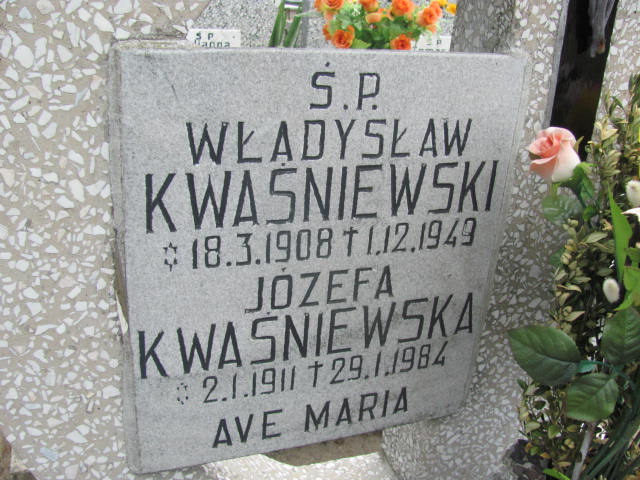 Ś.P.
WŁADYSŁAW
KWAŚNIEWSKI
✡ 18.3.1908 † 1.12.1949
JÓZEFA
KWAŚNIEWSKA
✡ 2.1.1911 † 29.1.1984
AVE MARIA
Ś P